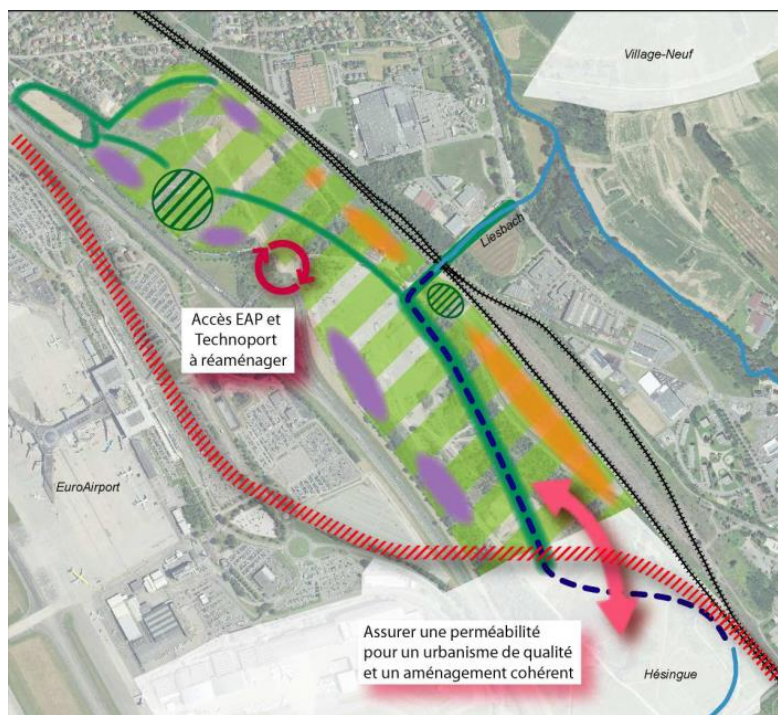 Village-Neuf
Liesbach
Accès EAP et
Technoport
à réaménager
EuroAirport
Assurer une perméabilité
pour un urbanisme de qualité
et un aménagement cohérent
Hésingue